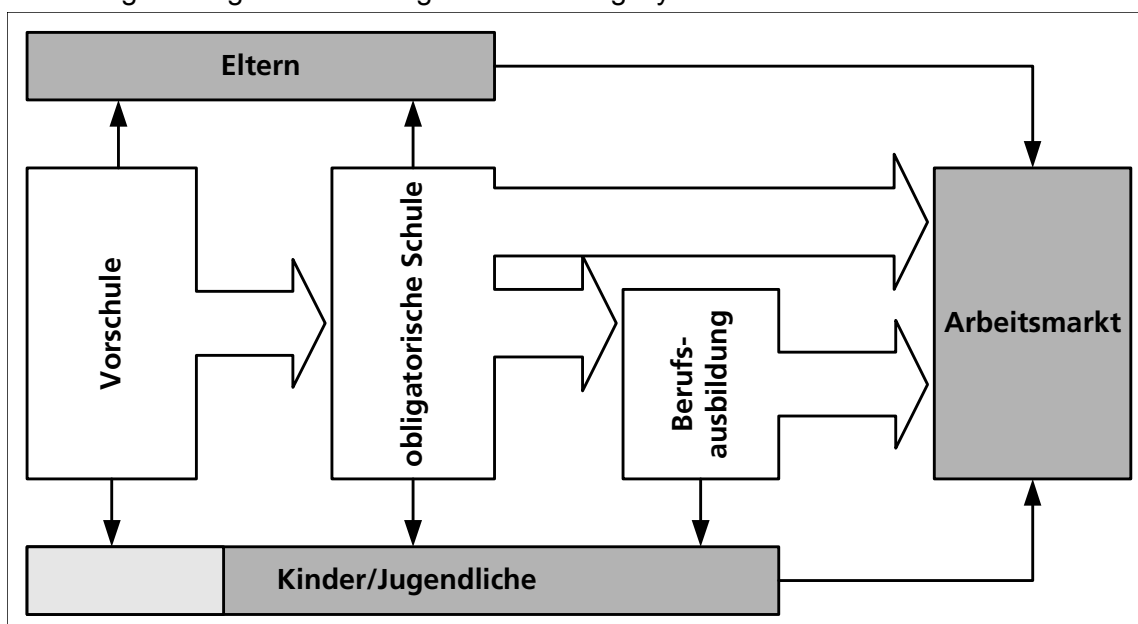 Eltern
Vorschule
obligatorische Schule
Berufs-
ausbildung
Arbeitsmarkt
Kinder/Jugendliche